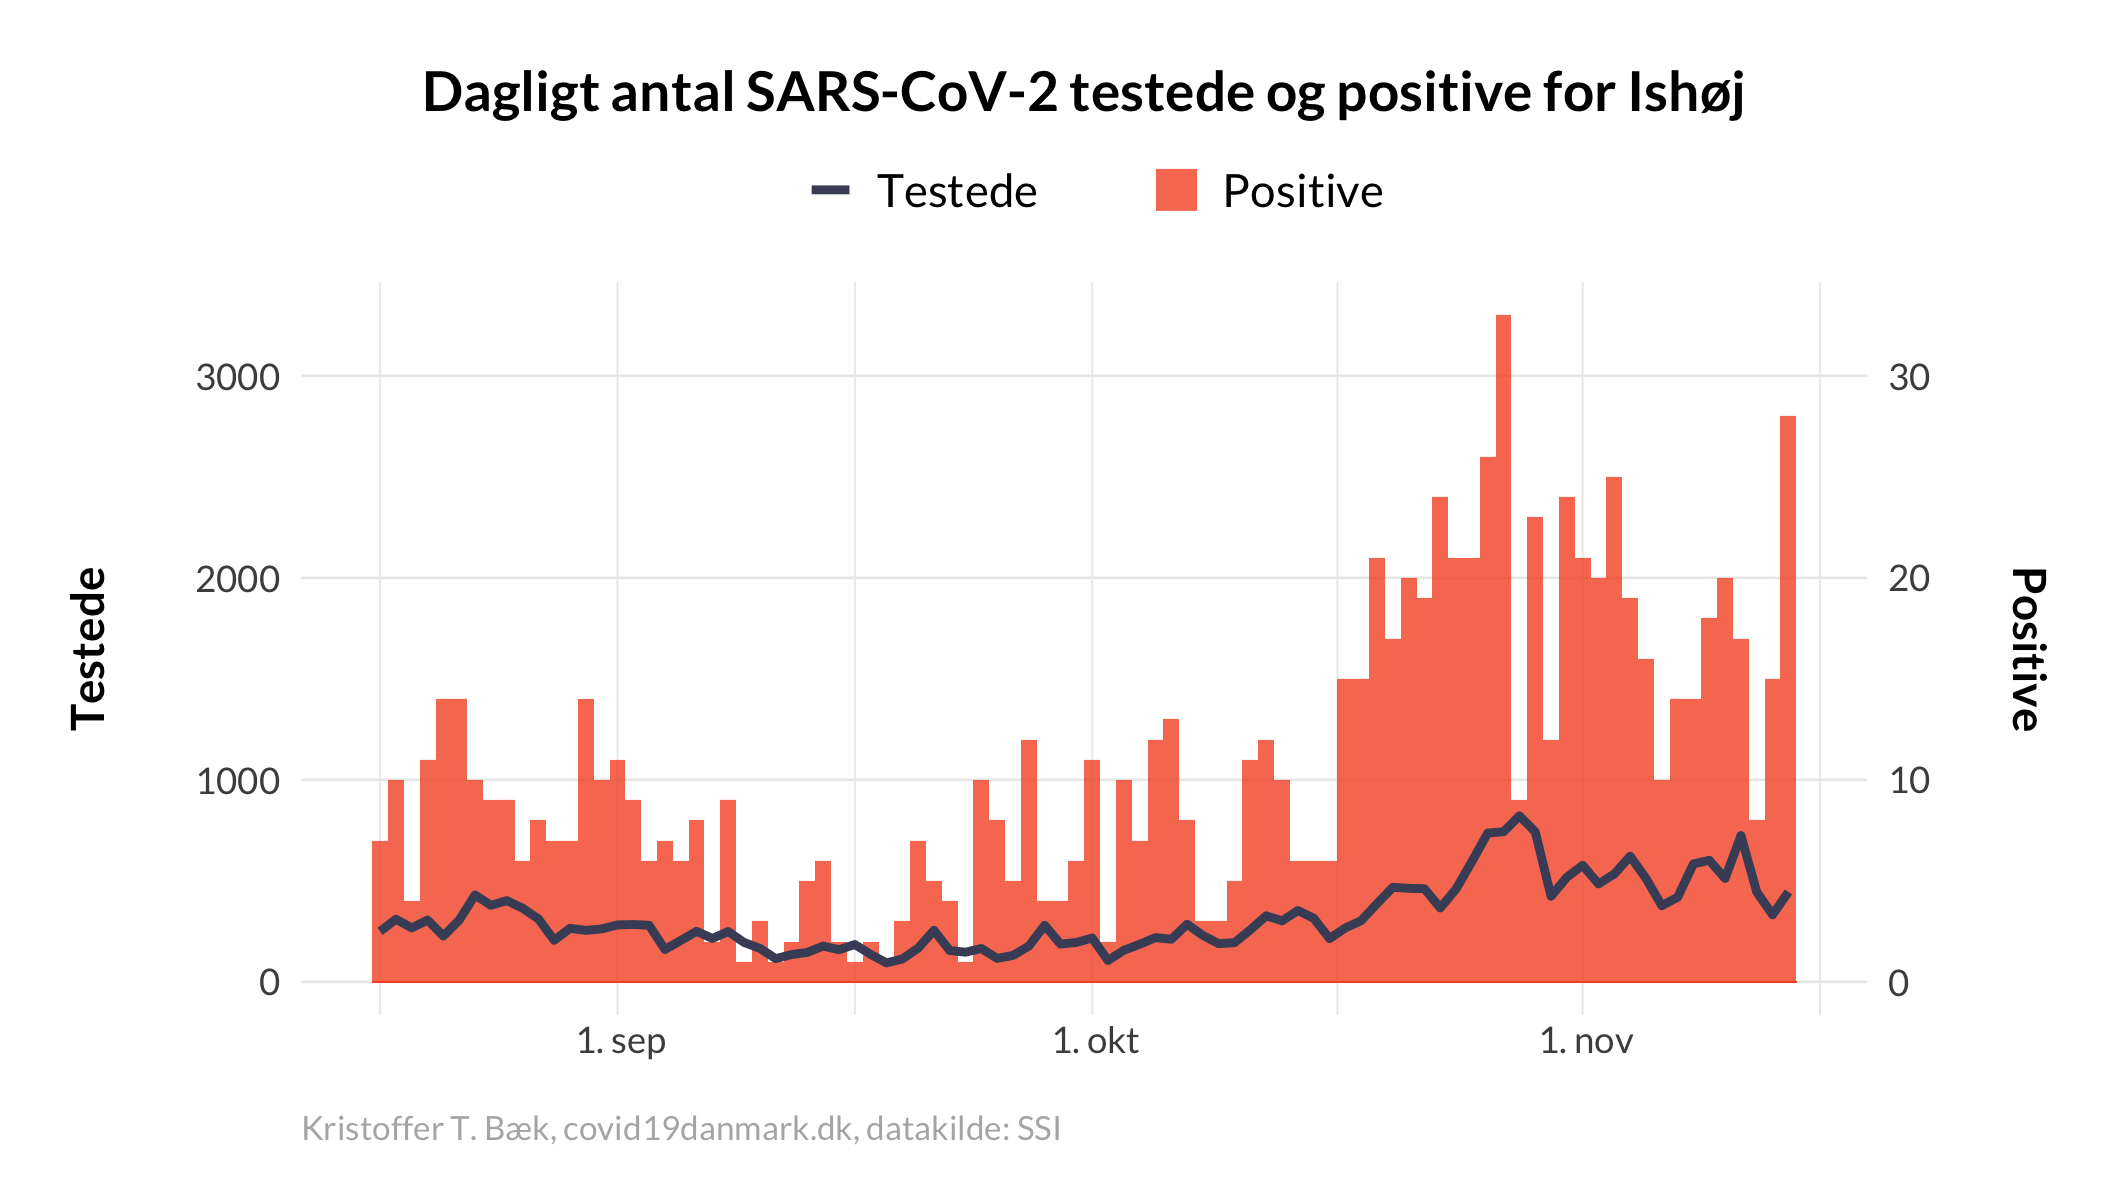 Dagligt antal SARS-CoV-2 testede og positive for Ishøj
Testede
Positive
3000
2000
1000
0
30
20
10
0
Testede
Positive
1. sep
1. okt
1. nov
Kristoffer T. Bæk, covid19danmark.dk, datakilde: SSI